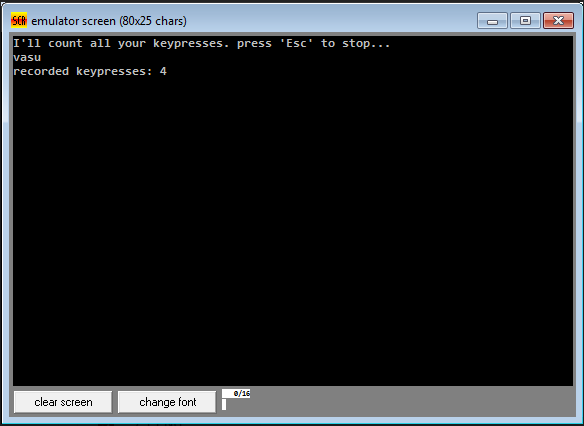 SCR emulator screen (80x25 chars)
I'll count all your keypresses. press 'Esc' to stop...
vasu
recorded keypresses: 4
clear screen change font 0/16